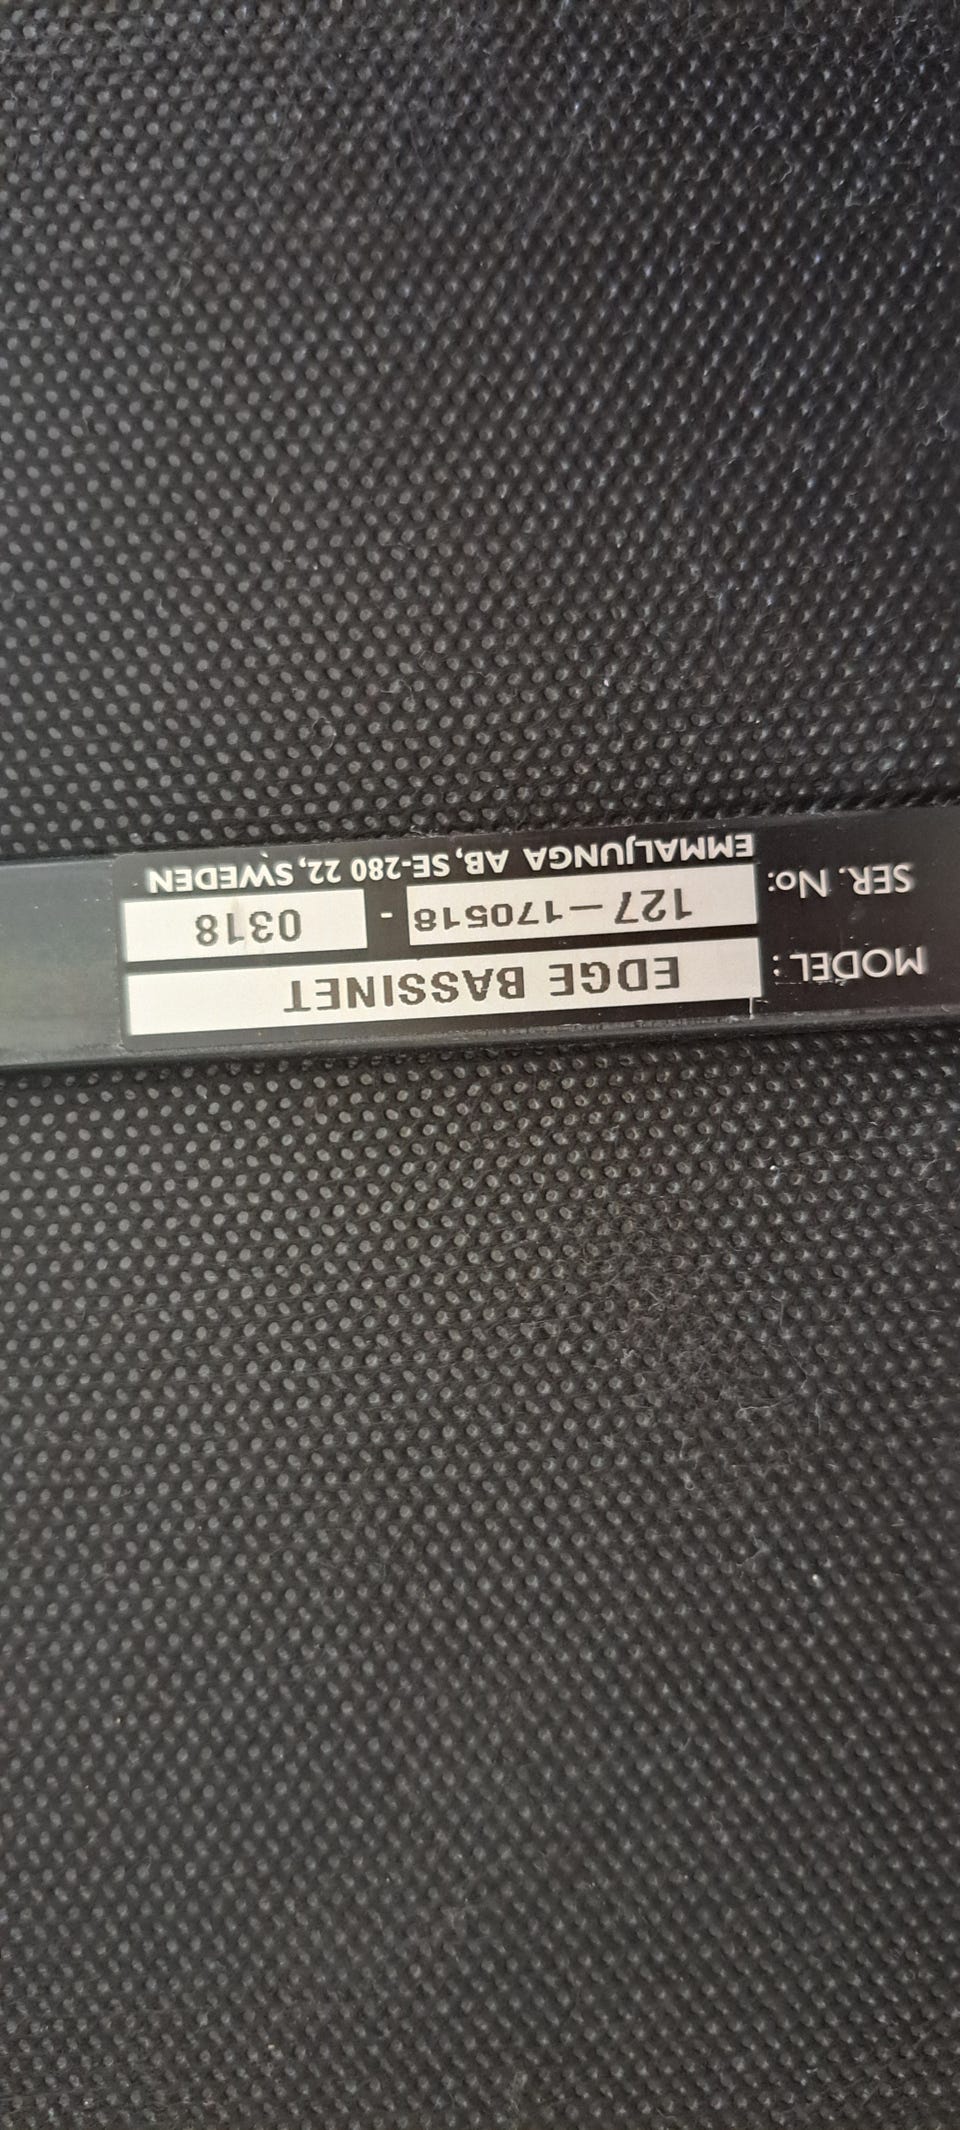 MODEL: EDGE BASSINET
SER. No: 127-170518 - 0318
EMMALJUNGA AB, SE-280 22, SWEDEN